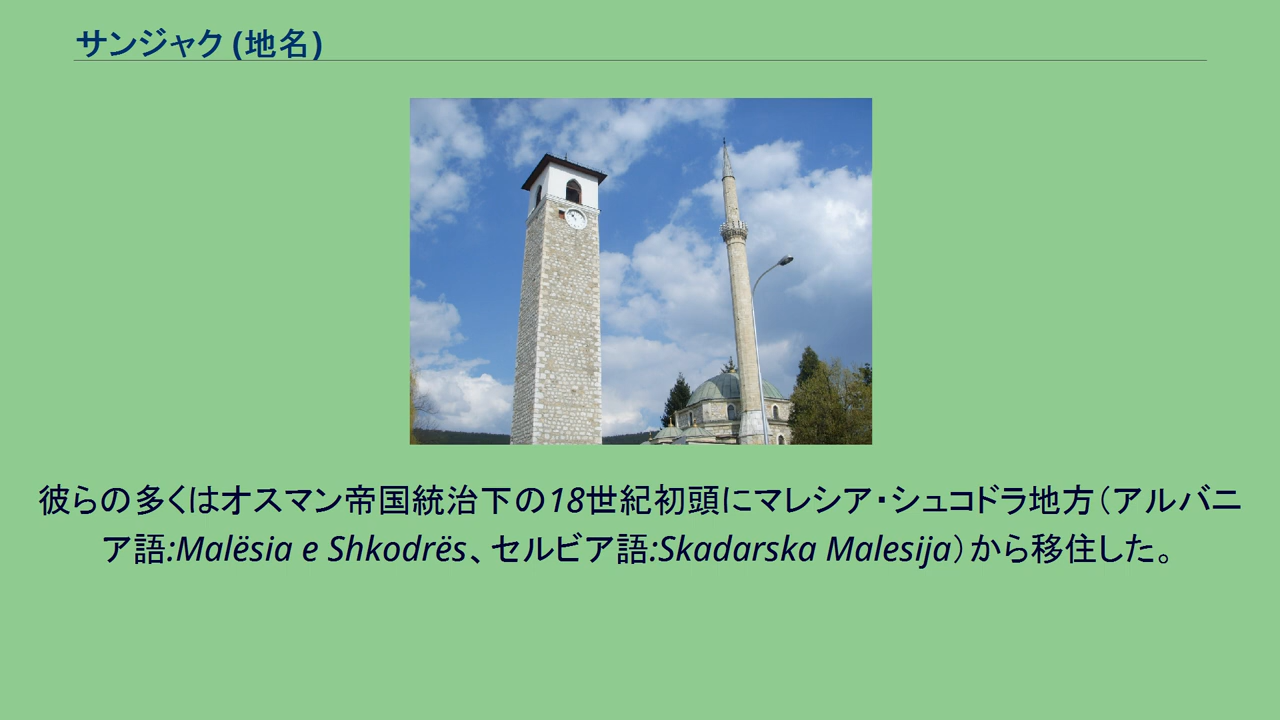 サンジャク (地名)
彼らの多くはオスマン帝国統治下の18世紀初頭にマレシア・シュコドラ地方（アルバニ
ア語:Malësia e Shkodrës、セルビア語:Skadarska Malesija）から移住した。